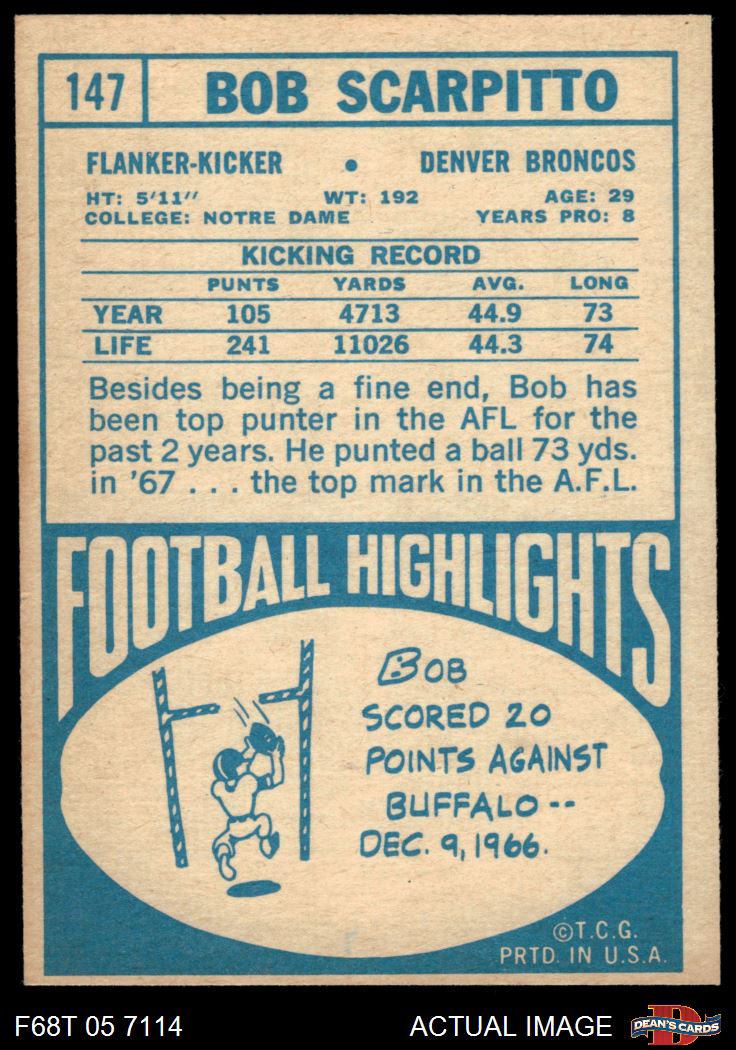 147 BOB SCARPITTO
FLANKER-KICKER • DENVER BRONCOS
HT: 5'11" WT: 192 AGE: 29
COLLEGE: NOTRE DAME YEARS PRO: 8
KICKING RECORD
PUNTS YARDS AVG. LONG
YEAR 105 4713 44.9 73
LIFE 241 11026 44.3 74
Besides being a fine end, Bob has
been top punter in the AFL for the
past 2 years. He punted a ball 73 yds.
in '67 . . . the top mark in the A.F.L.
FOOTBALL HIGHLIGHTS
BOB
SCORED 20
POINTS AGAINST
BUFFALO --
DEC. 9, 1966.
©T.C.G.
PRTD. IN U.S.A.
F68T 05 7114 ACTUAL IMAGE D DEAN'S CARDS